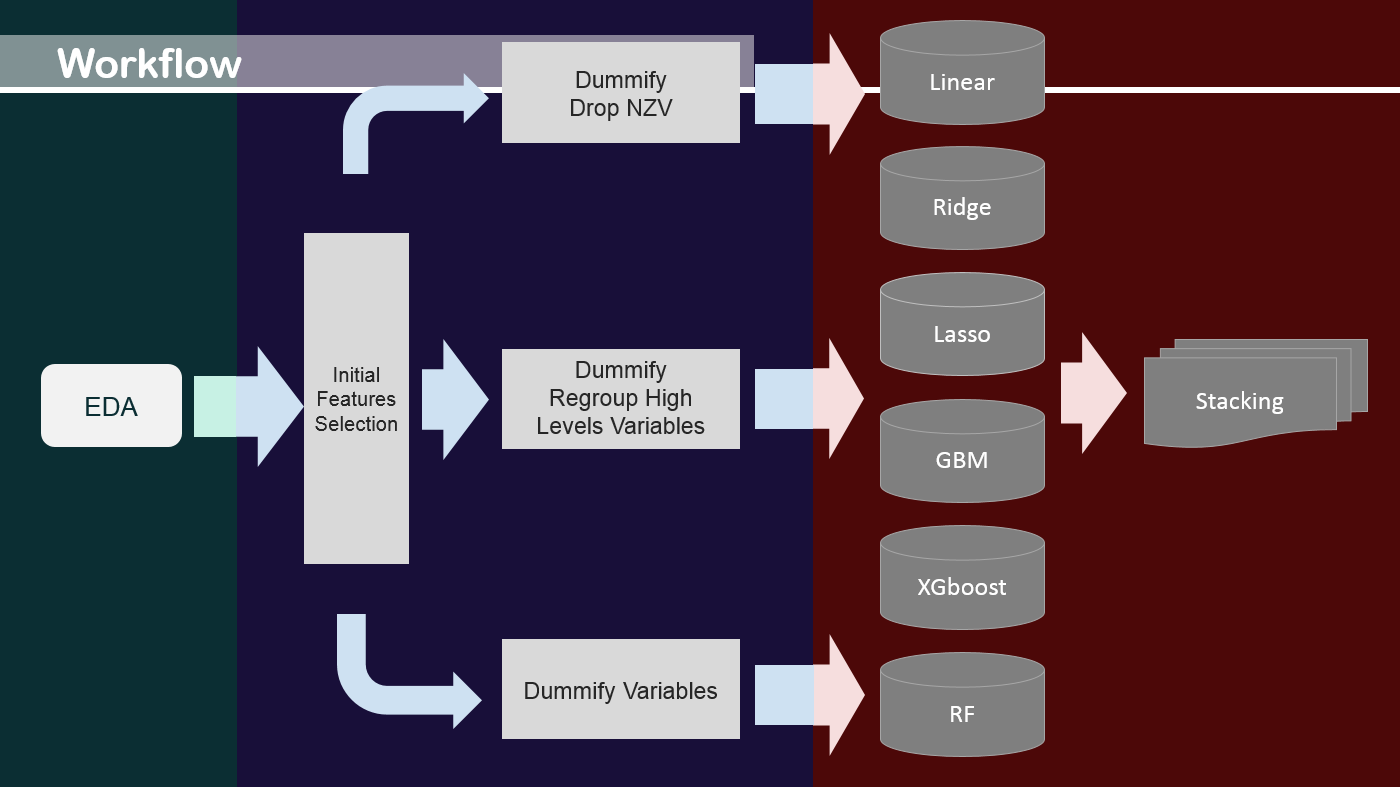 Workflow
EDA
Initial
Features
Selection
Dummify
Drop NZV
Dummify
Regroup High
Levels Variables
Dummify Variables
Linear
Ridge
Lasso
GBM
XGboost
RF
Stacking